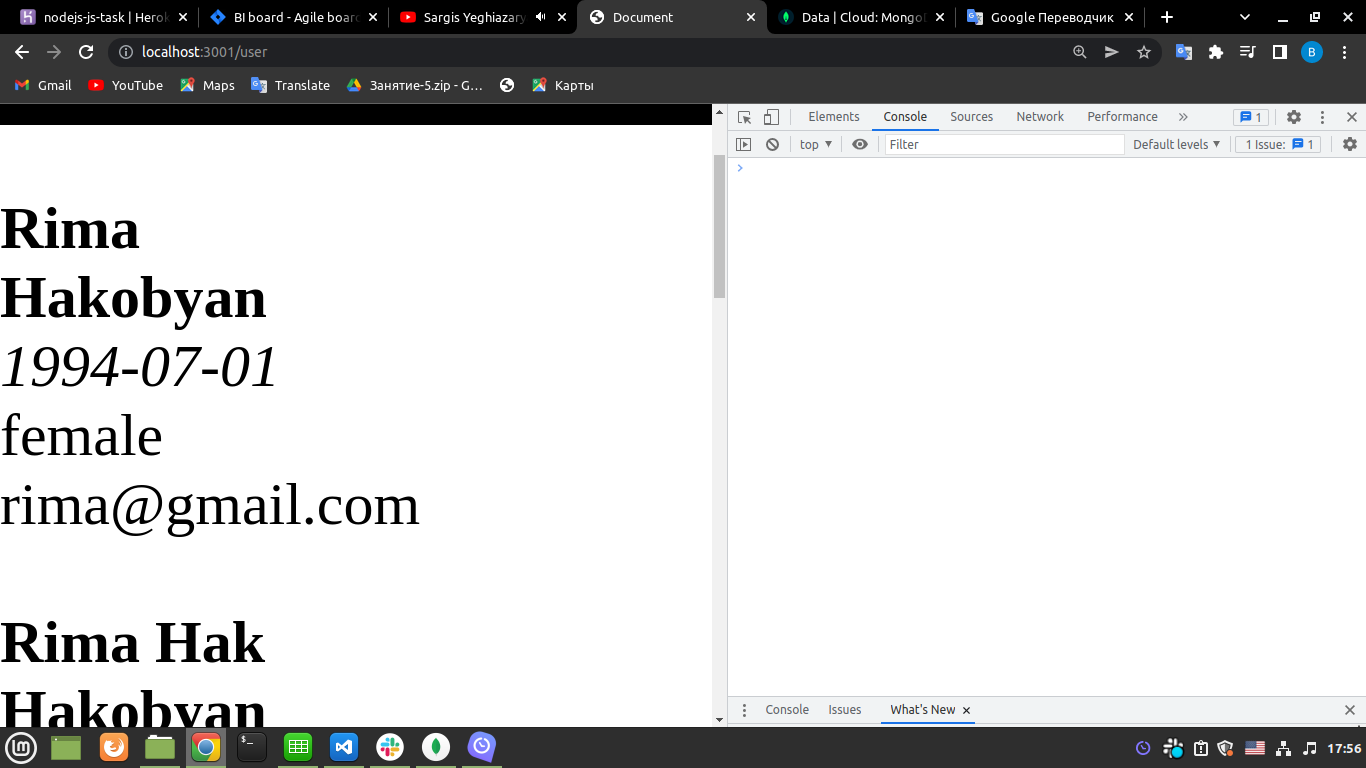 nodejs-js-task | Herok
BI board - Agile board
Sargis Yeghiazary
Document
Data | Cloud: Mongo
Google Переводчик
localhost:3001/user
B
Gmail
YouTube
Maps
Translate
Занятие-5.zip - G...
Карты
Elements
Console
Sources
Network
Performance
1
top
Filter
Default levels
1 Issue:
1
Rima
Hakobyan
1994-07-01
female
rima@gmail.com
Rima Hak
Hakobyan
Console
Issues
What's New
17:56